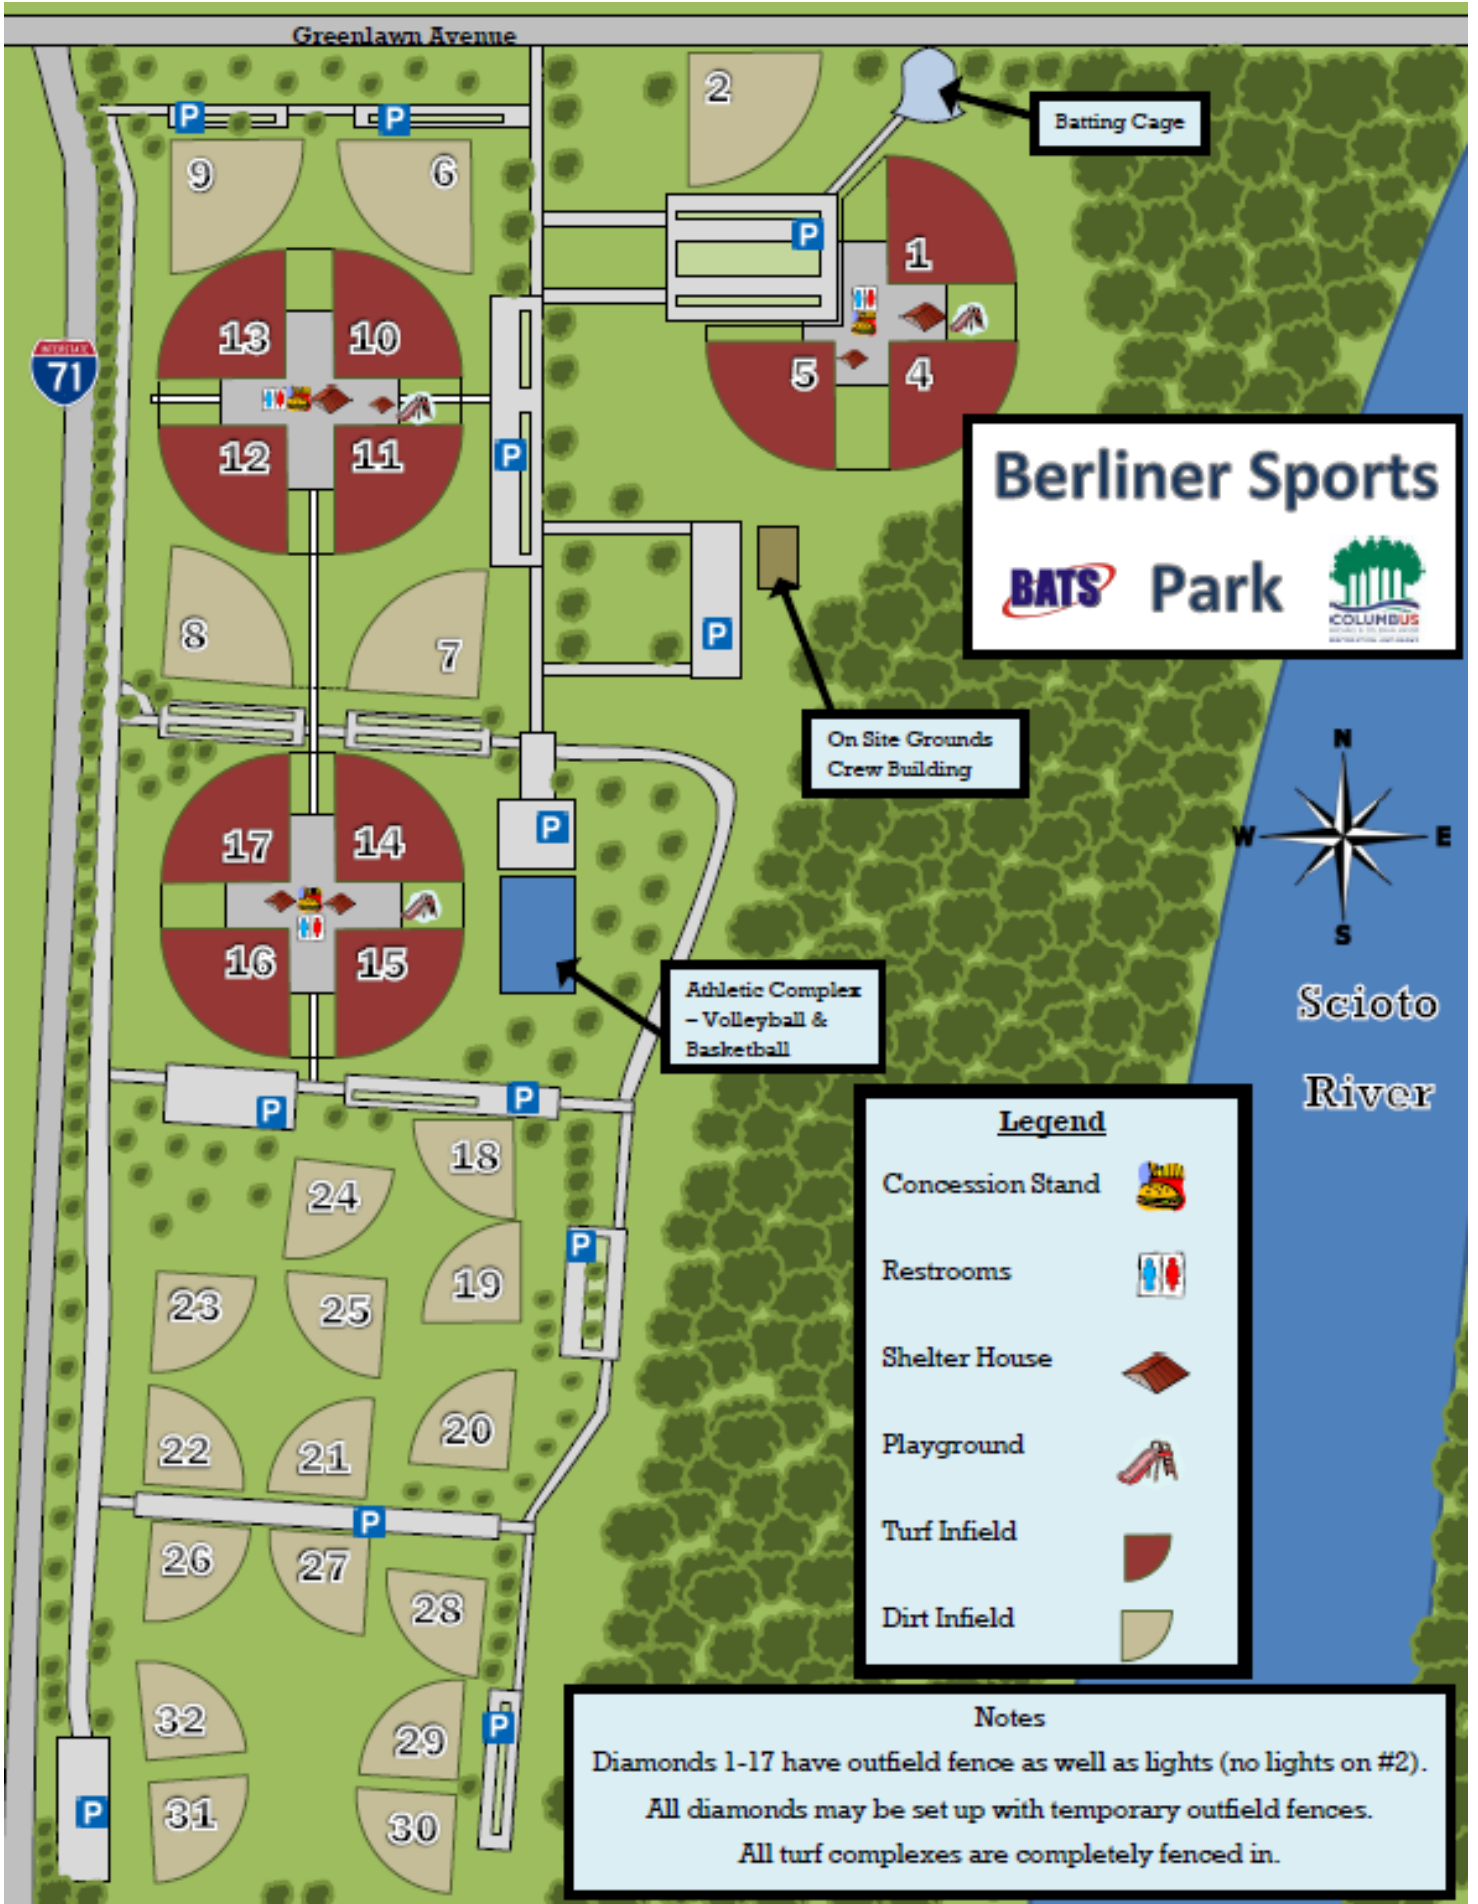 Greenlawn Avenue
P
P
2
Batting Cage
9
6
P
1
13
10
INTERSTATE
71
5
4
12
11
P
Berliner Sports
BATS
Park
COLUMBUS
8
7
P
On Site Grounds
Crew Building
N
W
E
S
17
14
P
16
15
Athletic Complex
– Volleyball &
Basketball
Scioto
River
P
P
Legend
Concession Stand
Restrooms
Shelter House
Playground
Turf Infield
Dirt Infield
18
24
P
19
23
25
20
22
21
P
26
27
28
32
29
P
31
30
P
Notes
Diamonds 1-17 have outfield fence as well as lights (no lights on #2).
All diamonds may be set up with temporary outfield fences.
All turf complexes are completely fenced in.